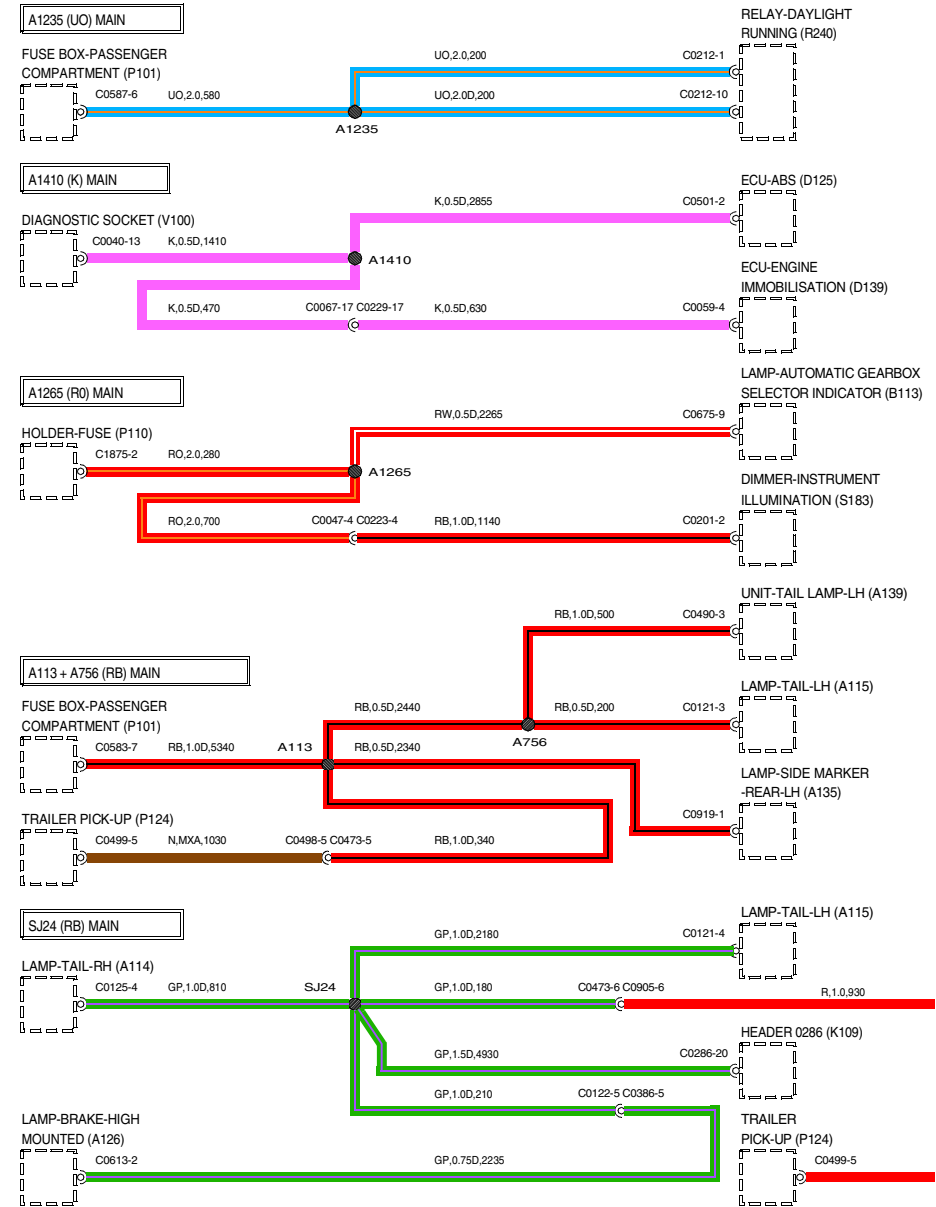 A1235 (UO) MAIN
RELAY-DAYLIGHT
RUNNING (R240)
FUSE BOX-PASSENGER
COMPARTMENT (P101)
UO,2.0,200
C0212-1
C0587-6
UO,2.0,580
UO,2.0D,200
C0212-10
A1235
A1410 (K) MAIN
ECU-ABS (D125)
DIAGNOSTIC SOCKET (V100)
K,0.5D,2855
C0501-2
C0040-13
K,0.5D,1410
A1410
ECU-ENGINE
IMMOBILISATION (D139)
K,0.5D,470
C0067-17 C0229-17
K,0.5D,630
C0059-4
LAMP-AUTOMATIC GEARBOX
SELECTOR INDICATOR (B113)
A1265 (R0) MAIN
HOLDER-FUSE (P110)
RW,0.5D,2265
C0675-9
C1875-2
RO,2.0,280
A1265
DIMMER-INSTRUMENT
ILLUMINATION (S183)
RO,2.0,700
C0047-4 C0223-4
RB,1.0D,1140
C0201-2
UNIT-TAIL LAMP-LH (A139)
RB,1.0D,500
C0490-3
A113 + A756 (RB) MAIN
LAMP-TAIL-LH (A115)
FUSE BOX-PASSENGER
COMPARTMENT (P101)
RB,0.5D,2440
RB,0.5D,200
C0121-3
A756
C0583-7
RB,1.0D,5340
A113
RB,0.5D,2340
LAMP-SIDE MARKER
-REAR-LH (A135)
C0919-1
TRAILER PICK-UP (P124)
C0499-5
N,MXA,1030
C0498-5 C0473-5
RB,1.0D,340
SJ24 (RB) MAIN
LAMP-TAIL-LH (A115)
GP,1.0D,2180
C0121-4
LAMP-TAIL-RH (A114)
C0125-4
GP,1.0D,810
SJ24
GP,1.0D,180
C0473-6 C0905-6
R,1.0,930
HEADER 0286 (K109)
GP,1.5D,4930
C0286-20
GP,1.0D,210
C0122-5 C0386-5
LAMP-BRAKE-HIGH
MOUNTED (A126)
TRAILER
PICK-UP (P124)
C0613-2
GP,0.75D,2235
C0499-5